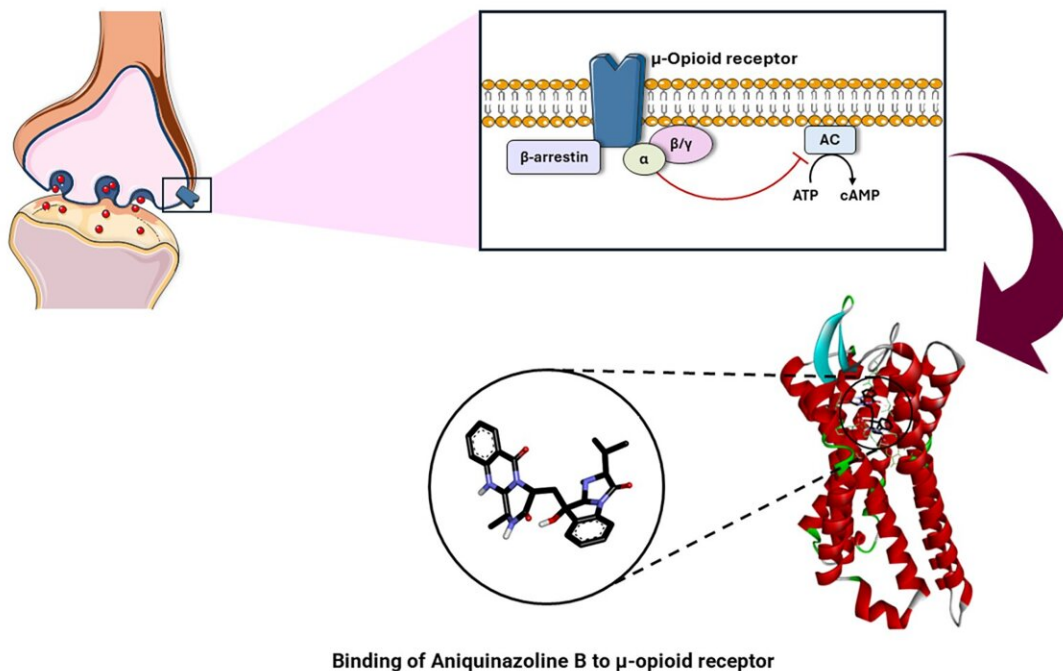 μ-Opioid receptor
β-arrestin
α
β/γ
AC
ATP
cAMP
Binding of Aniquinazoline B to μ-opioid receptor